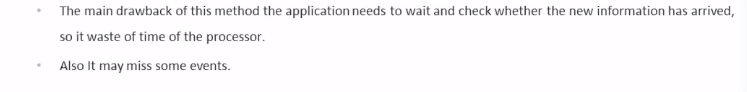 • The main drawback of this method the application needs to wait and check whether the new information has arrived,
so it waste of time of the processor.
• Also It may miss some events.